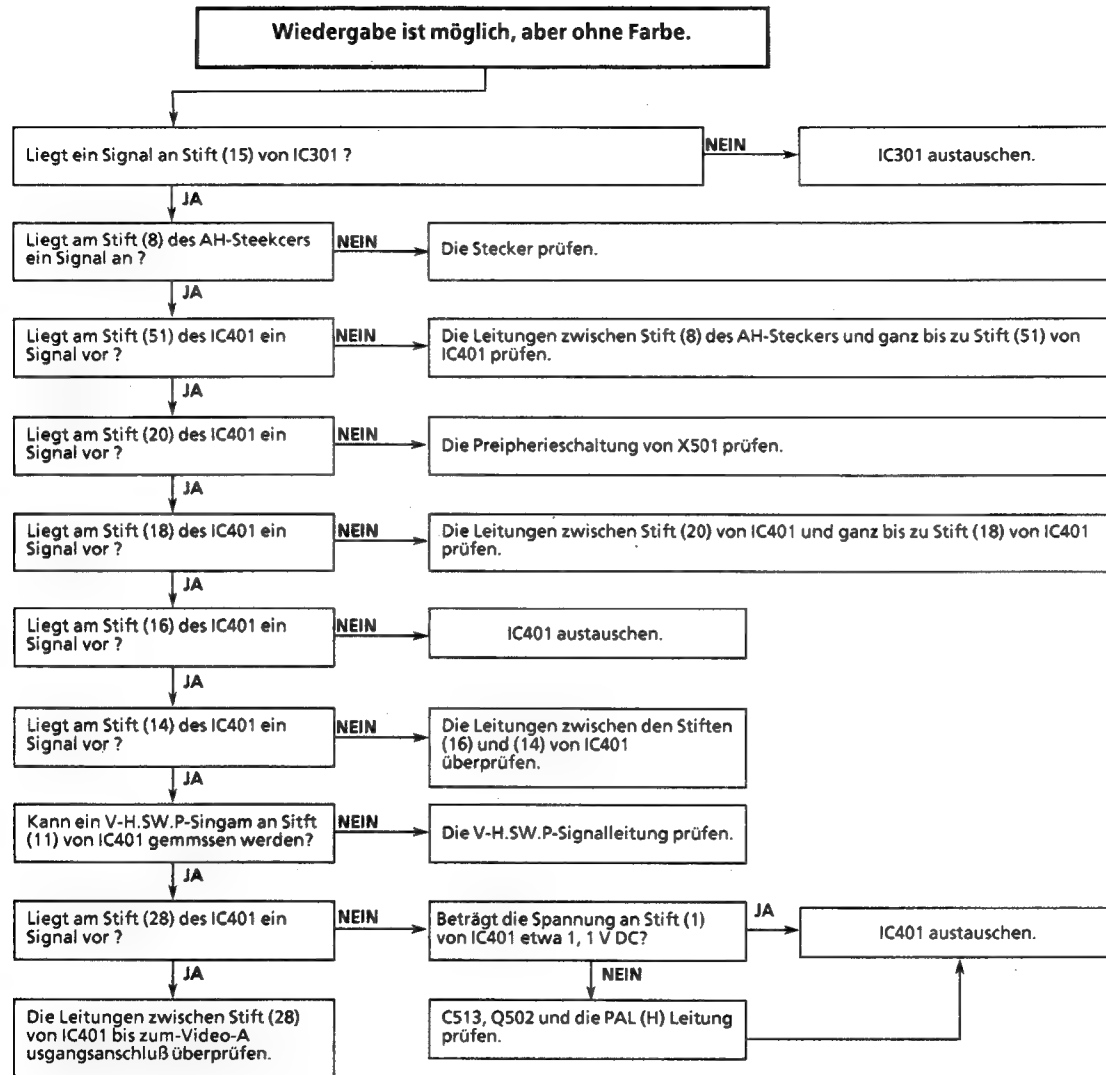 Wiedergabe ist möglich, aber ohne Farbe.
Liegt ein Signal an Stift (15) von IC301 ?
NEIN
IC301 austauschen.
JA
Liegt am Stift (8) des AH-Steekcers
ein Signal an ?
NEIN
Die Stecker prüfen.
JA
Liegt am Stift (51) des IC401 ein
Signal vor ?
NEIN
Die Leitungen zwischen Stift (8) des AH-Steckers und ganz bis zu Stift (51) von
IC401 prüfen.
JA
Liegt am Stift (20) des IC401 ein
Signal vor ?
NEIN
Die Preipherieschaltung von X501 prüfen.
JA
Liegt am Stift (18) des IC401 ein
Signal vor ?
NEIN
Die Leitungen zwischen Stift (20) von IC401 und ganz bis zu Stift (18) von IC401
prüfen.
JA
Liegt am Stift (16) des IC401 ein
Signal vor ?
NEIN
IC401 austauschen.
JA
Liegt am Stift (14) des IC401 ein
Signal vor ?
NEIN
Die Leitungen zwischen den Stiften
(16) und (14) von IC401
überprüfen.
JA
Kann ein V-H.SW.P-Singam an Sitft
(11) von IC401 gemmssen werden?
NEIN
Die V-H.SW.P-Signalleitung prüfen.
JA
Liegt am Stift (28) des IC401 ein
Signal vor ?
NEIN
Beträgt die Spannung an Stift (1)
von IC401 etwa 1, 1 V DC?
JA
IC401 austauschen.
JA
NEIN
Die Leitungen zwischen Stift (28)
von IC401 bis zum-Video-A
usgangsanschluß überprüfen.
C513, Q502 und die PAL (H) Leitung
prüfen.